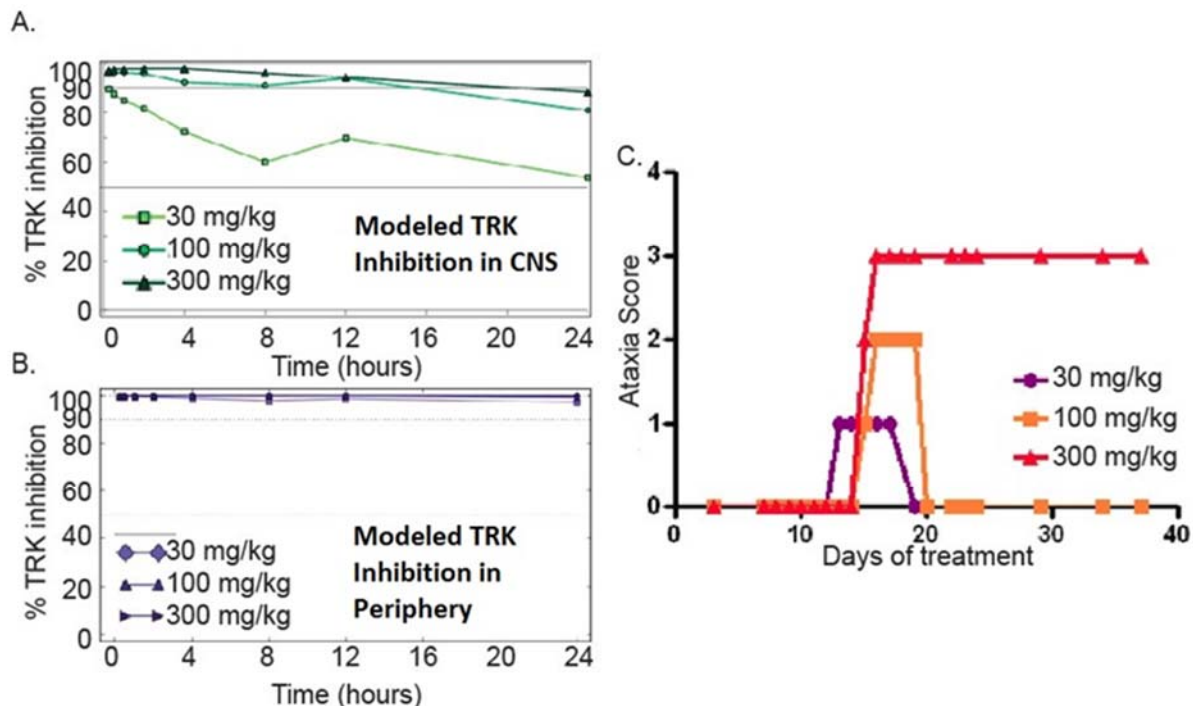 A.
100
90
80
60
40
20
0
% TRK inhibition
30 mg/kg
100 mg/kg
300 mg/kg
Modeled TRK
Inhibition in CNS
0 4 8 12 16 20 24
Time (hours)
B.
100
90
80
60
40
20
0
% TRK inhibition
30 mg/kg
100 mg/kg
300 mg/kg
Modeled TRK
Inhibition in
Periphery
0 4 8 12 16 20 24
Time (hours)
C.
4
3
2
1
0
Ataxia Score
30 mg/kg
100 mg/kg
300 mg/kg
0 10 20 30 40
Days of treatment